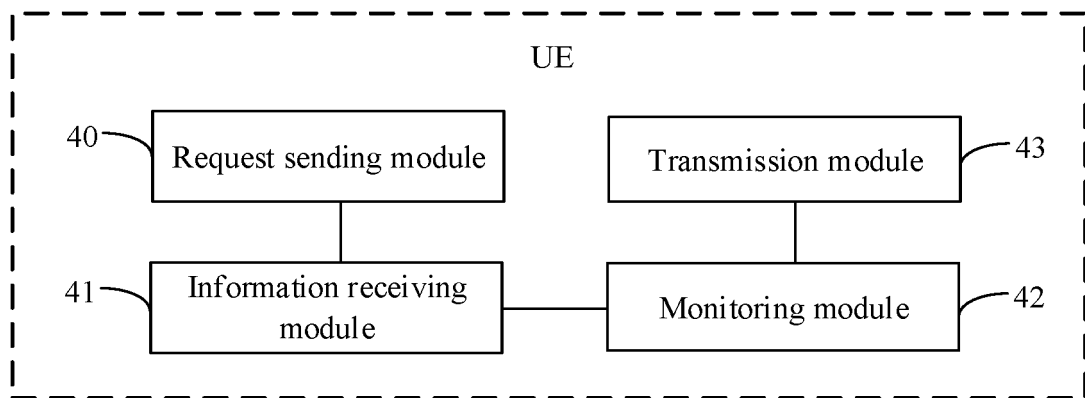 UE
40
Request sending module
Transmission module
43
41
Information receiving
module
Monitoring module
42